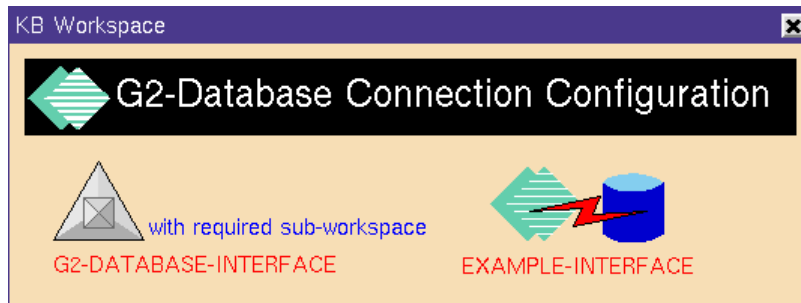 KB Workspace
G2-Database Connection Configuration
with required sub-workspace
G2-DATABASE-INTERFACE
EXAMPLE-INTERFACE